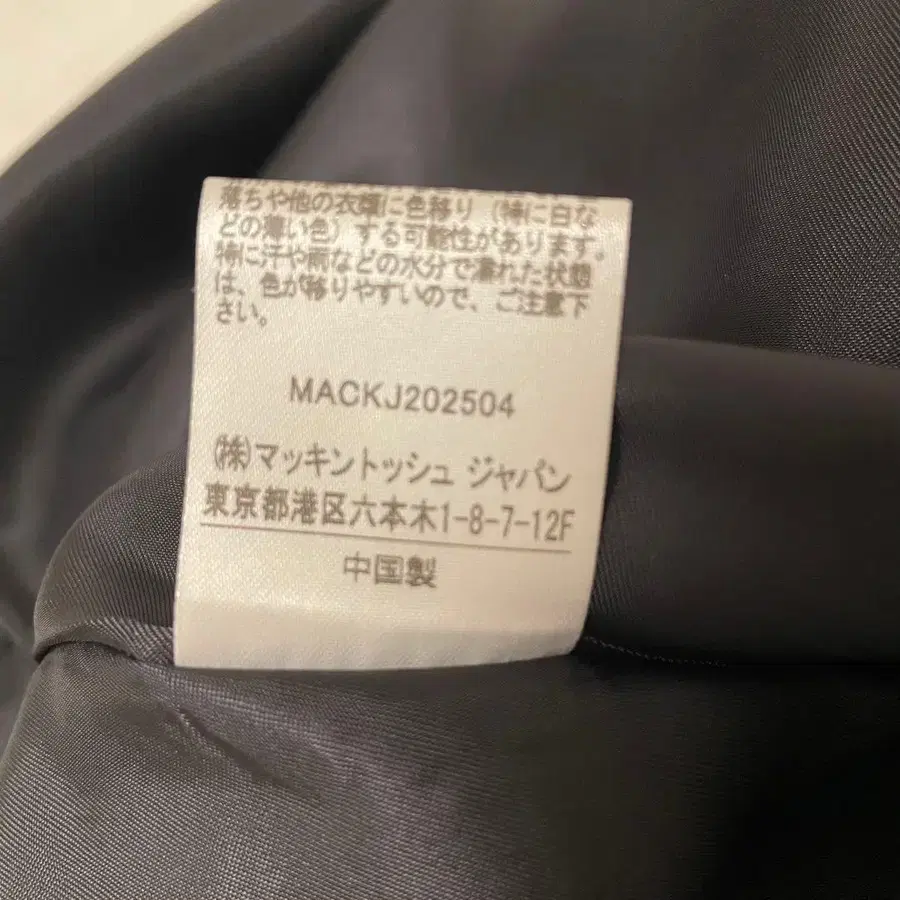 落ちや他の衣類に色移り（特に白な
どの薄い色）する可能性があります。
特に汗や雨などの水分で濡れた状態
は、色が移りやすいので、ご注意下
さい。
MACKJ202504
(株)マッキントッシュ ジャパン
東京都港区六本木1-8-7-12F
中国製